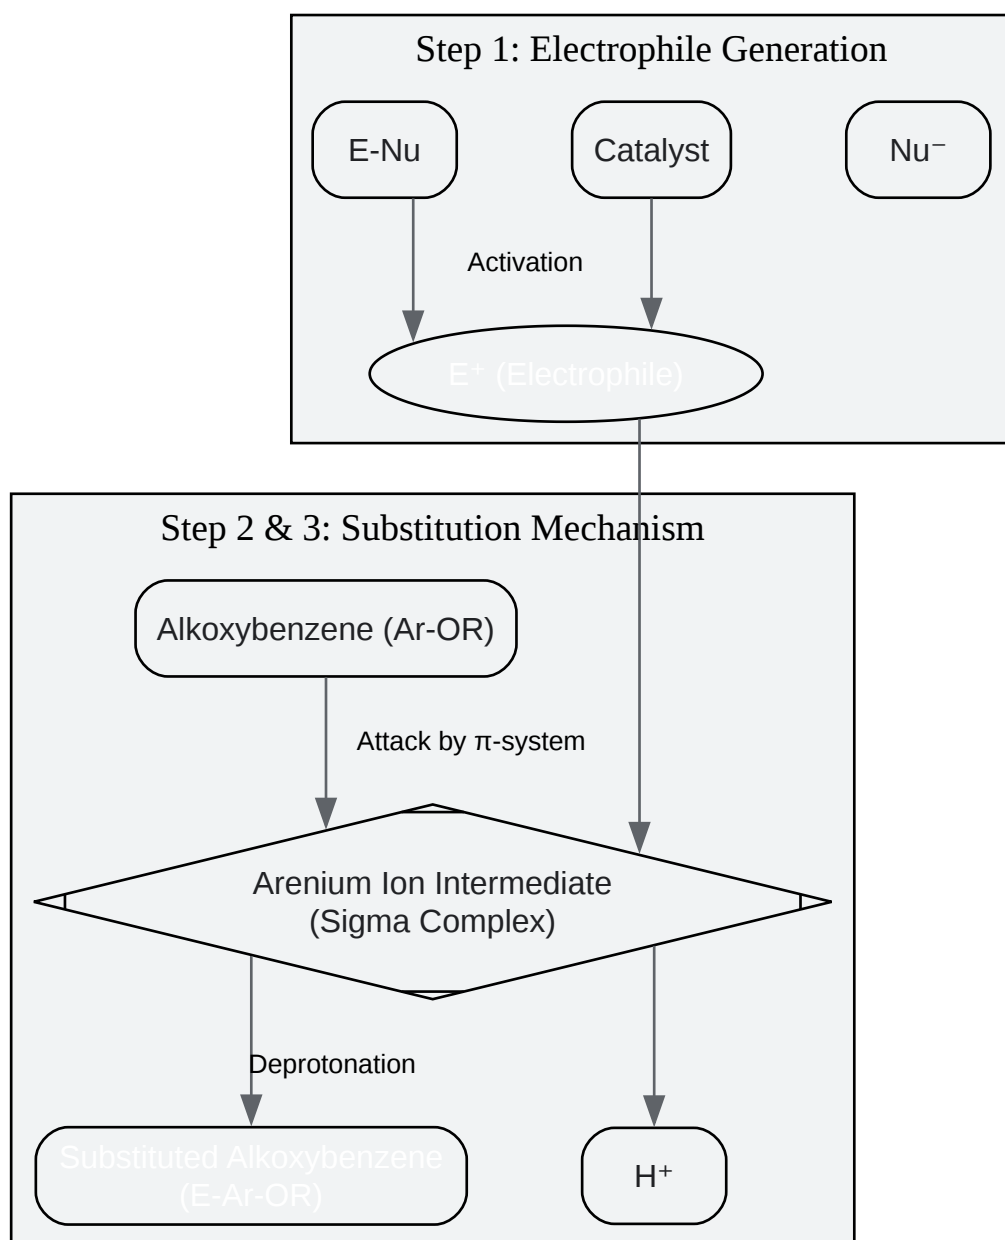 Step 1: Electrophile Generation
E-Nu
Catalyst
Nu⁻
Activation
E⁺ (Electrophile)
Step 2 & 3: Substitution Mechanism
Alkoxybenzene (Ar-OR)
Attack by π-system
Arenium Ion Intermediate
(Sigma Complex)
Deprotonation
Substituted Alkoxybenzene
(E-Ar-OR)
H⁺